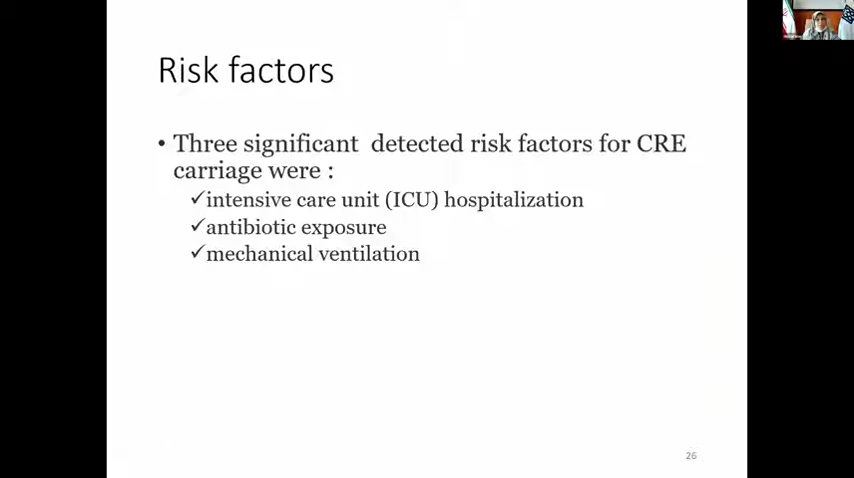 Risk factors
• Three significant detected risk factors for CRE
carriage were :
✓intensive care unit (ICU) hospitalization
✓antibiotic exposure
✓mechanical ventilation
26